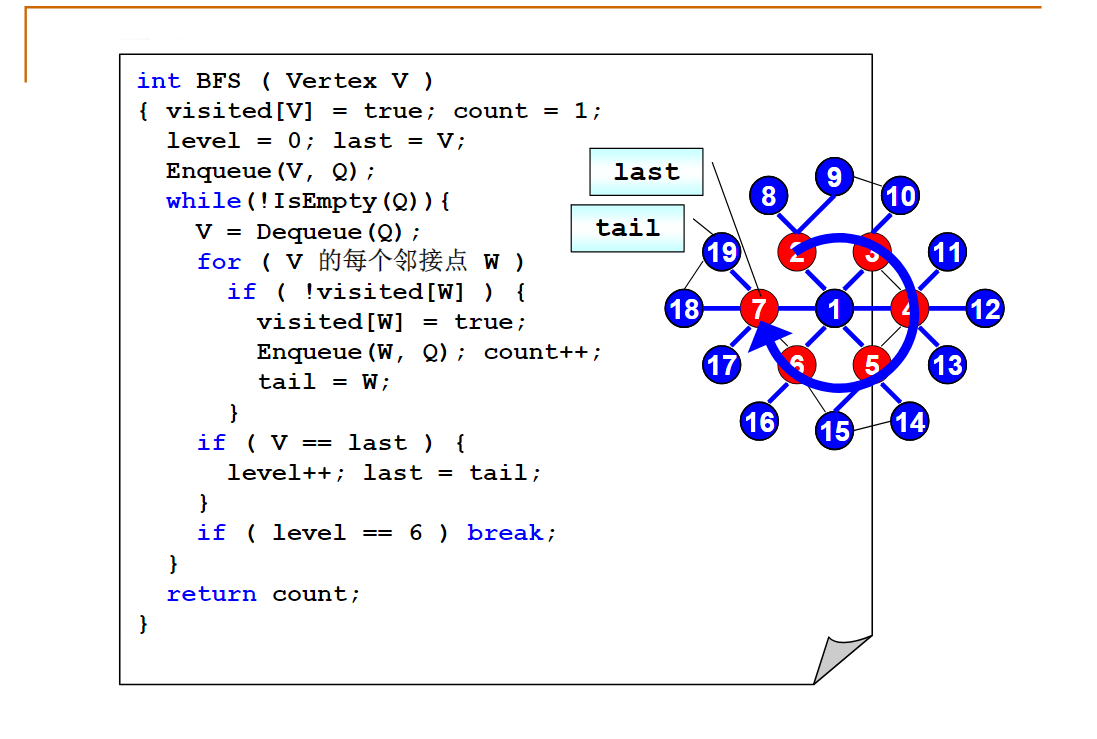 int BFS ( Vertex V )
{ visited[V] = true; count = 1;
level = 0; last = V;
Enqueue(V, Q);
while(!IsEmpty(Q)){
V = Dequeue(Q);
for ( V 的每个邻接点 W )
if ( !visited[W] ) {
visited[W] = true;
Enqueue(W, Q); count++;
tail = W;
}
if ( V == last ) {
level++; last = tail;
}
if ( level == 6 ) break;
}
return count;
}
last
tail
9
8
10
19
2
3
11
18
7
1
4
12
17
6
5
13
16
15
14